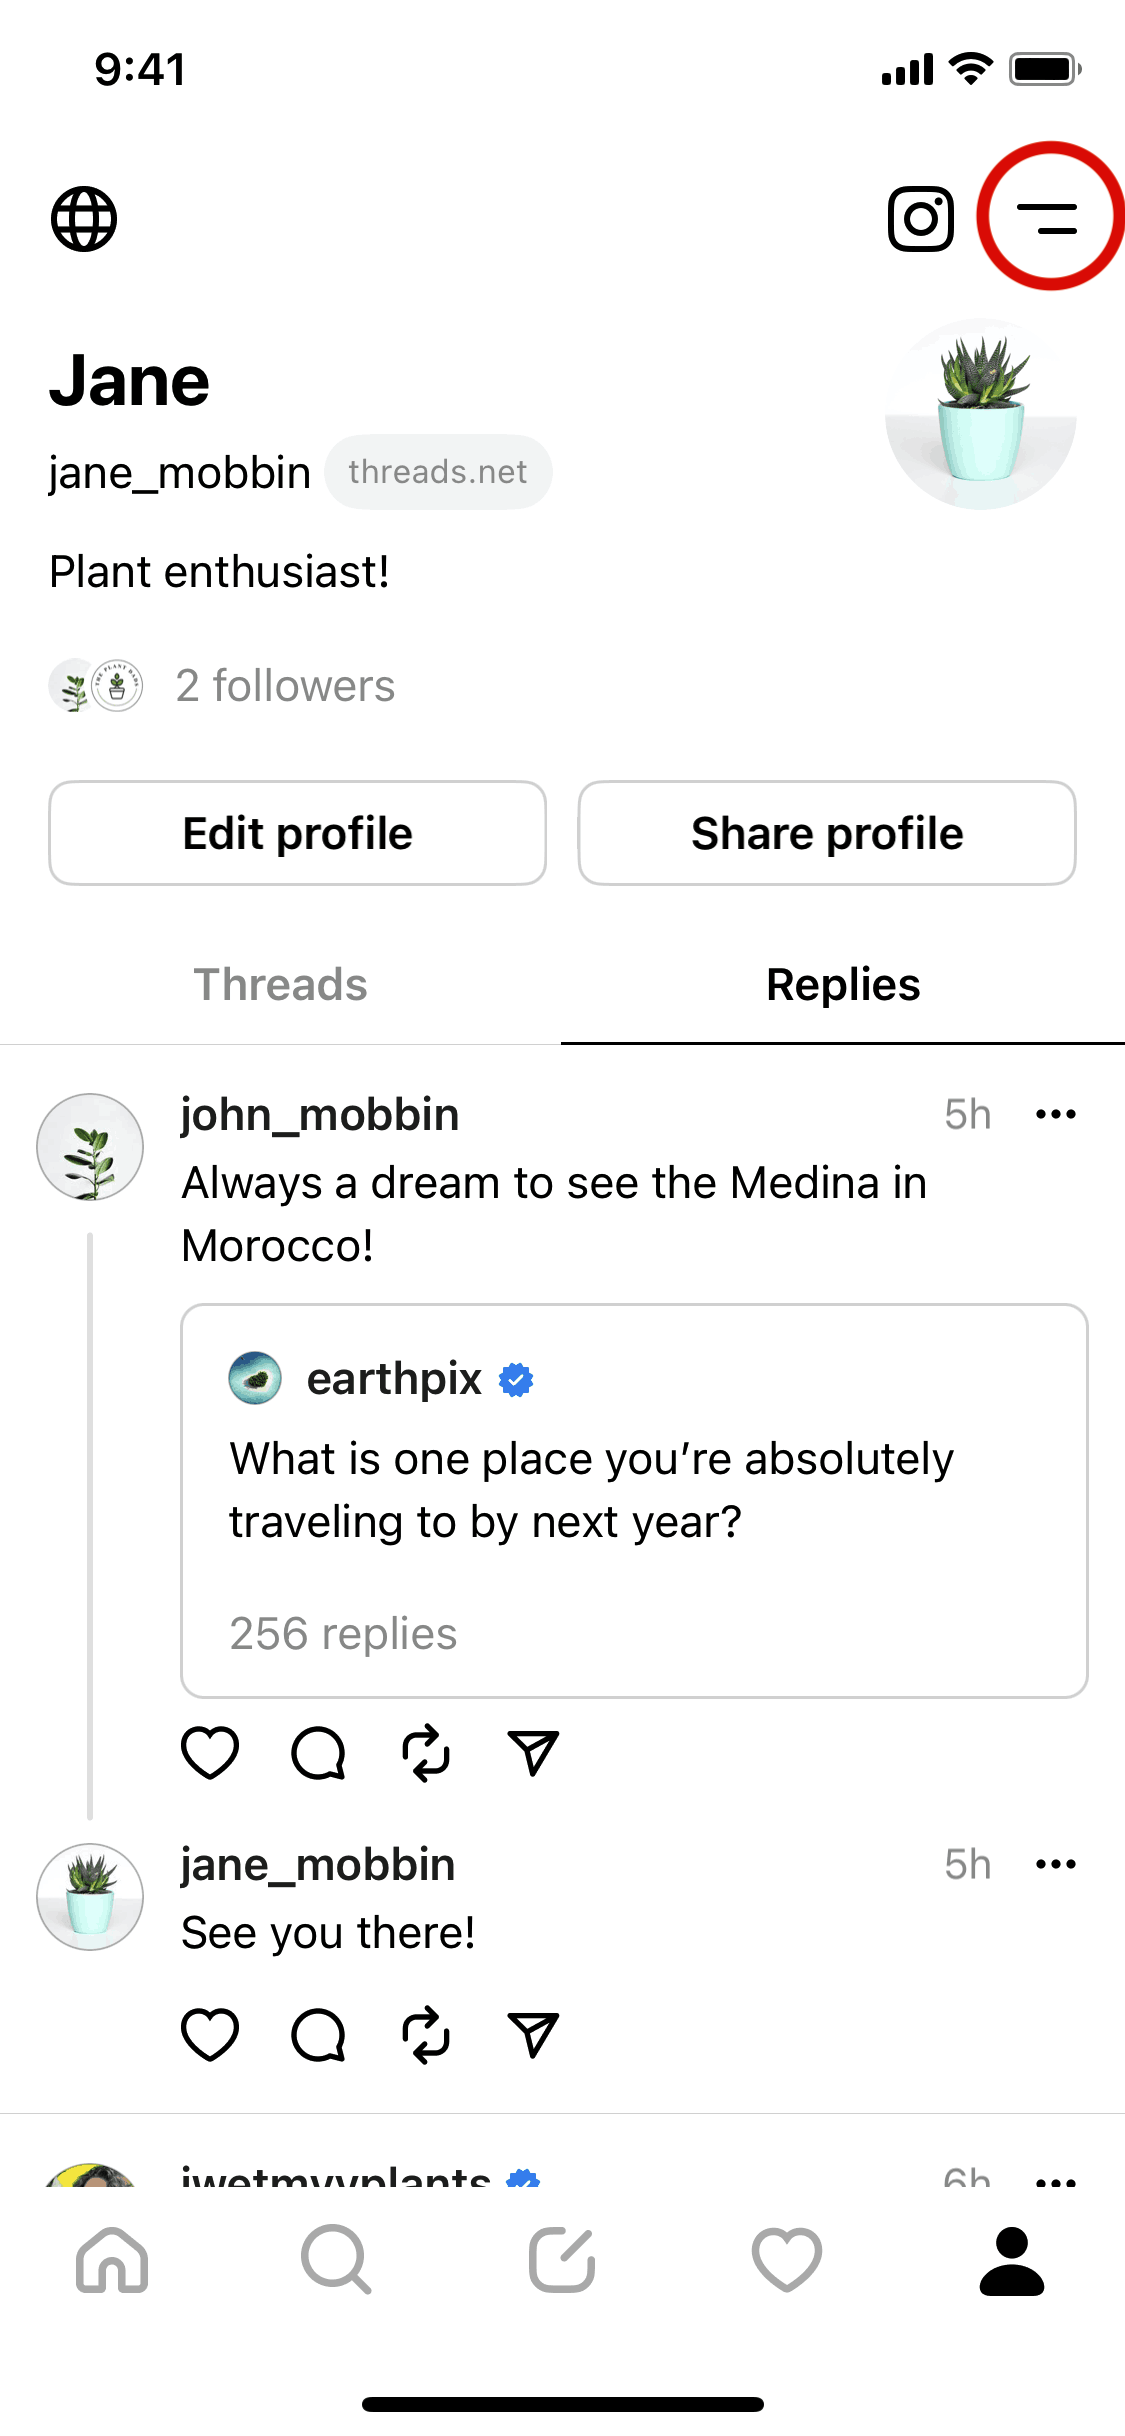 9:41
Jane
jane_mobbin threads.net
Plant enthusiast!
2 followers
Edit profile Share profile
Threads Replies
john_mobbin 5h
Always a dream to see the Medina in
Morocco!
earthpix
What is one place you’re absolutely
traveling to by next year?
256 replies
jane_mobbin 5h
See you there!
iwetmyyplants 6h